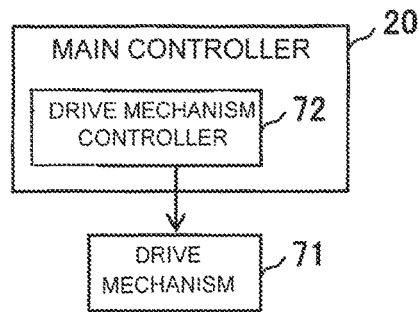 MAIN CONTROLLER
20
DRIVE MECHANISM
CONTROLLER
72
DRIVE
MECHANISM
71